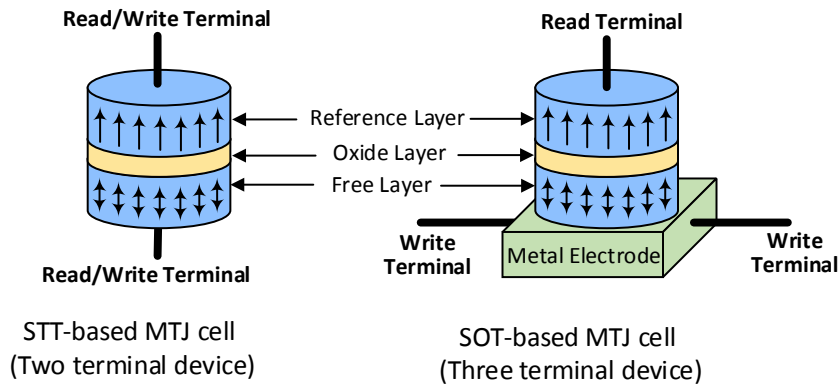 Read/Write Terminal
Read Terminal
Reference Layer
Oxide Layer
Free Layer
Write
Terminal
Metal Electrode
Write
Terminal
Read/Write Terminal
STT-based MTJ cell
(Two terminal device)
SOT-based MTJ cell
(Three terminal device)